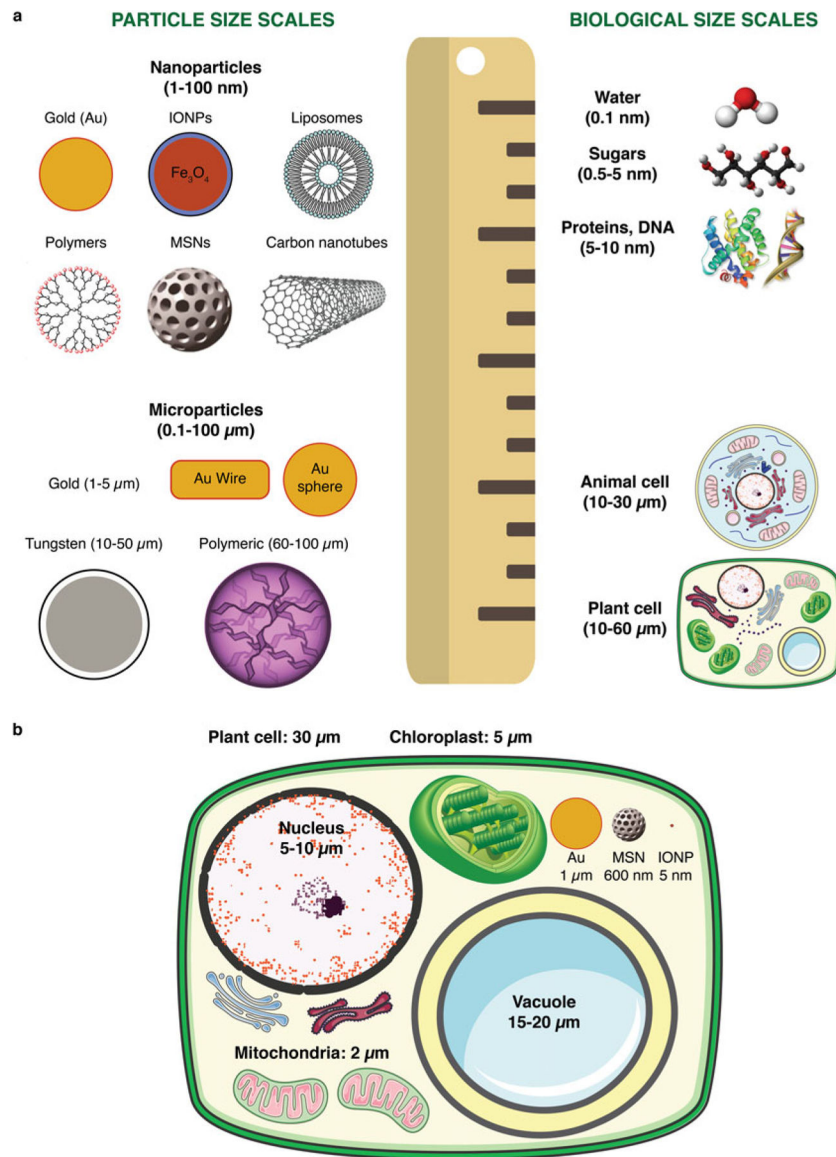 a
PARTICLE SIZE SCALES
BIOLOGICAL SIZE SCALES
Nanoparticles
(1-100 nm)
Gold (Au)
IONPs
Liposomes
Fe3O4
Polymers
MSNs
Carbon nanotubes
Microparticles
(0.1-100 µm)
Gold (1-5 µm)
Au Wire
Au
sphere
Tungsten (10-50 µm)
Polymeric (60-100 µm)
Water
(0.1 nm)
Sugars
(0.5-5 nm)
Proteins, DNA
(5-10 nm)
Animal cell
(10-30 µm)
Plant cell
(10-60 µm)
b
Plant cell: 30 µm
Chloroplast: 5 µm
Nucleus
5-10 µm
Au
1 µm
MSN
600 nm
IONP
5 nm
Vacuole
15-20 µm
Mitochondria: 2 µm